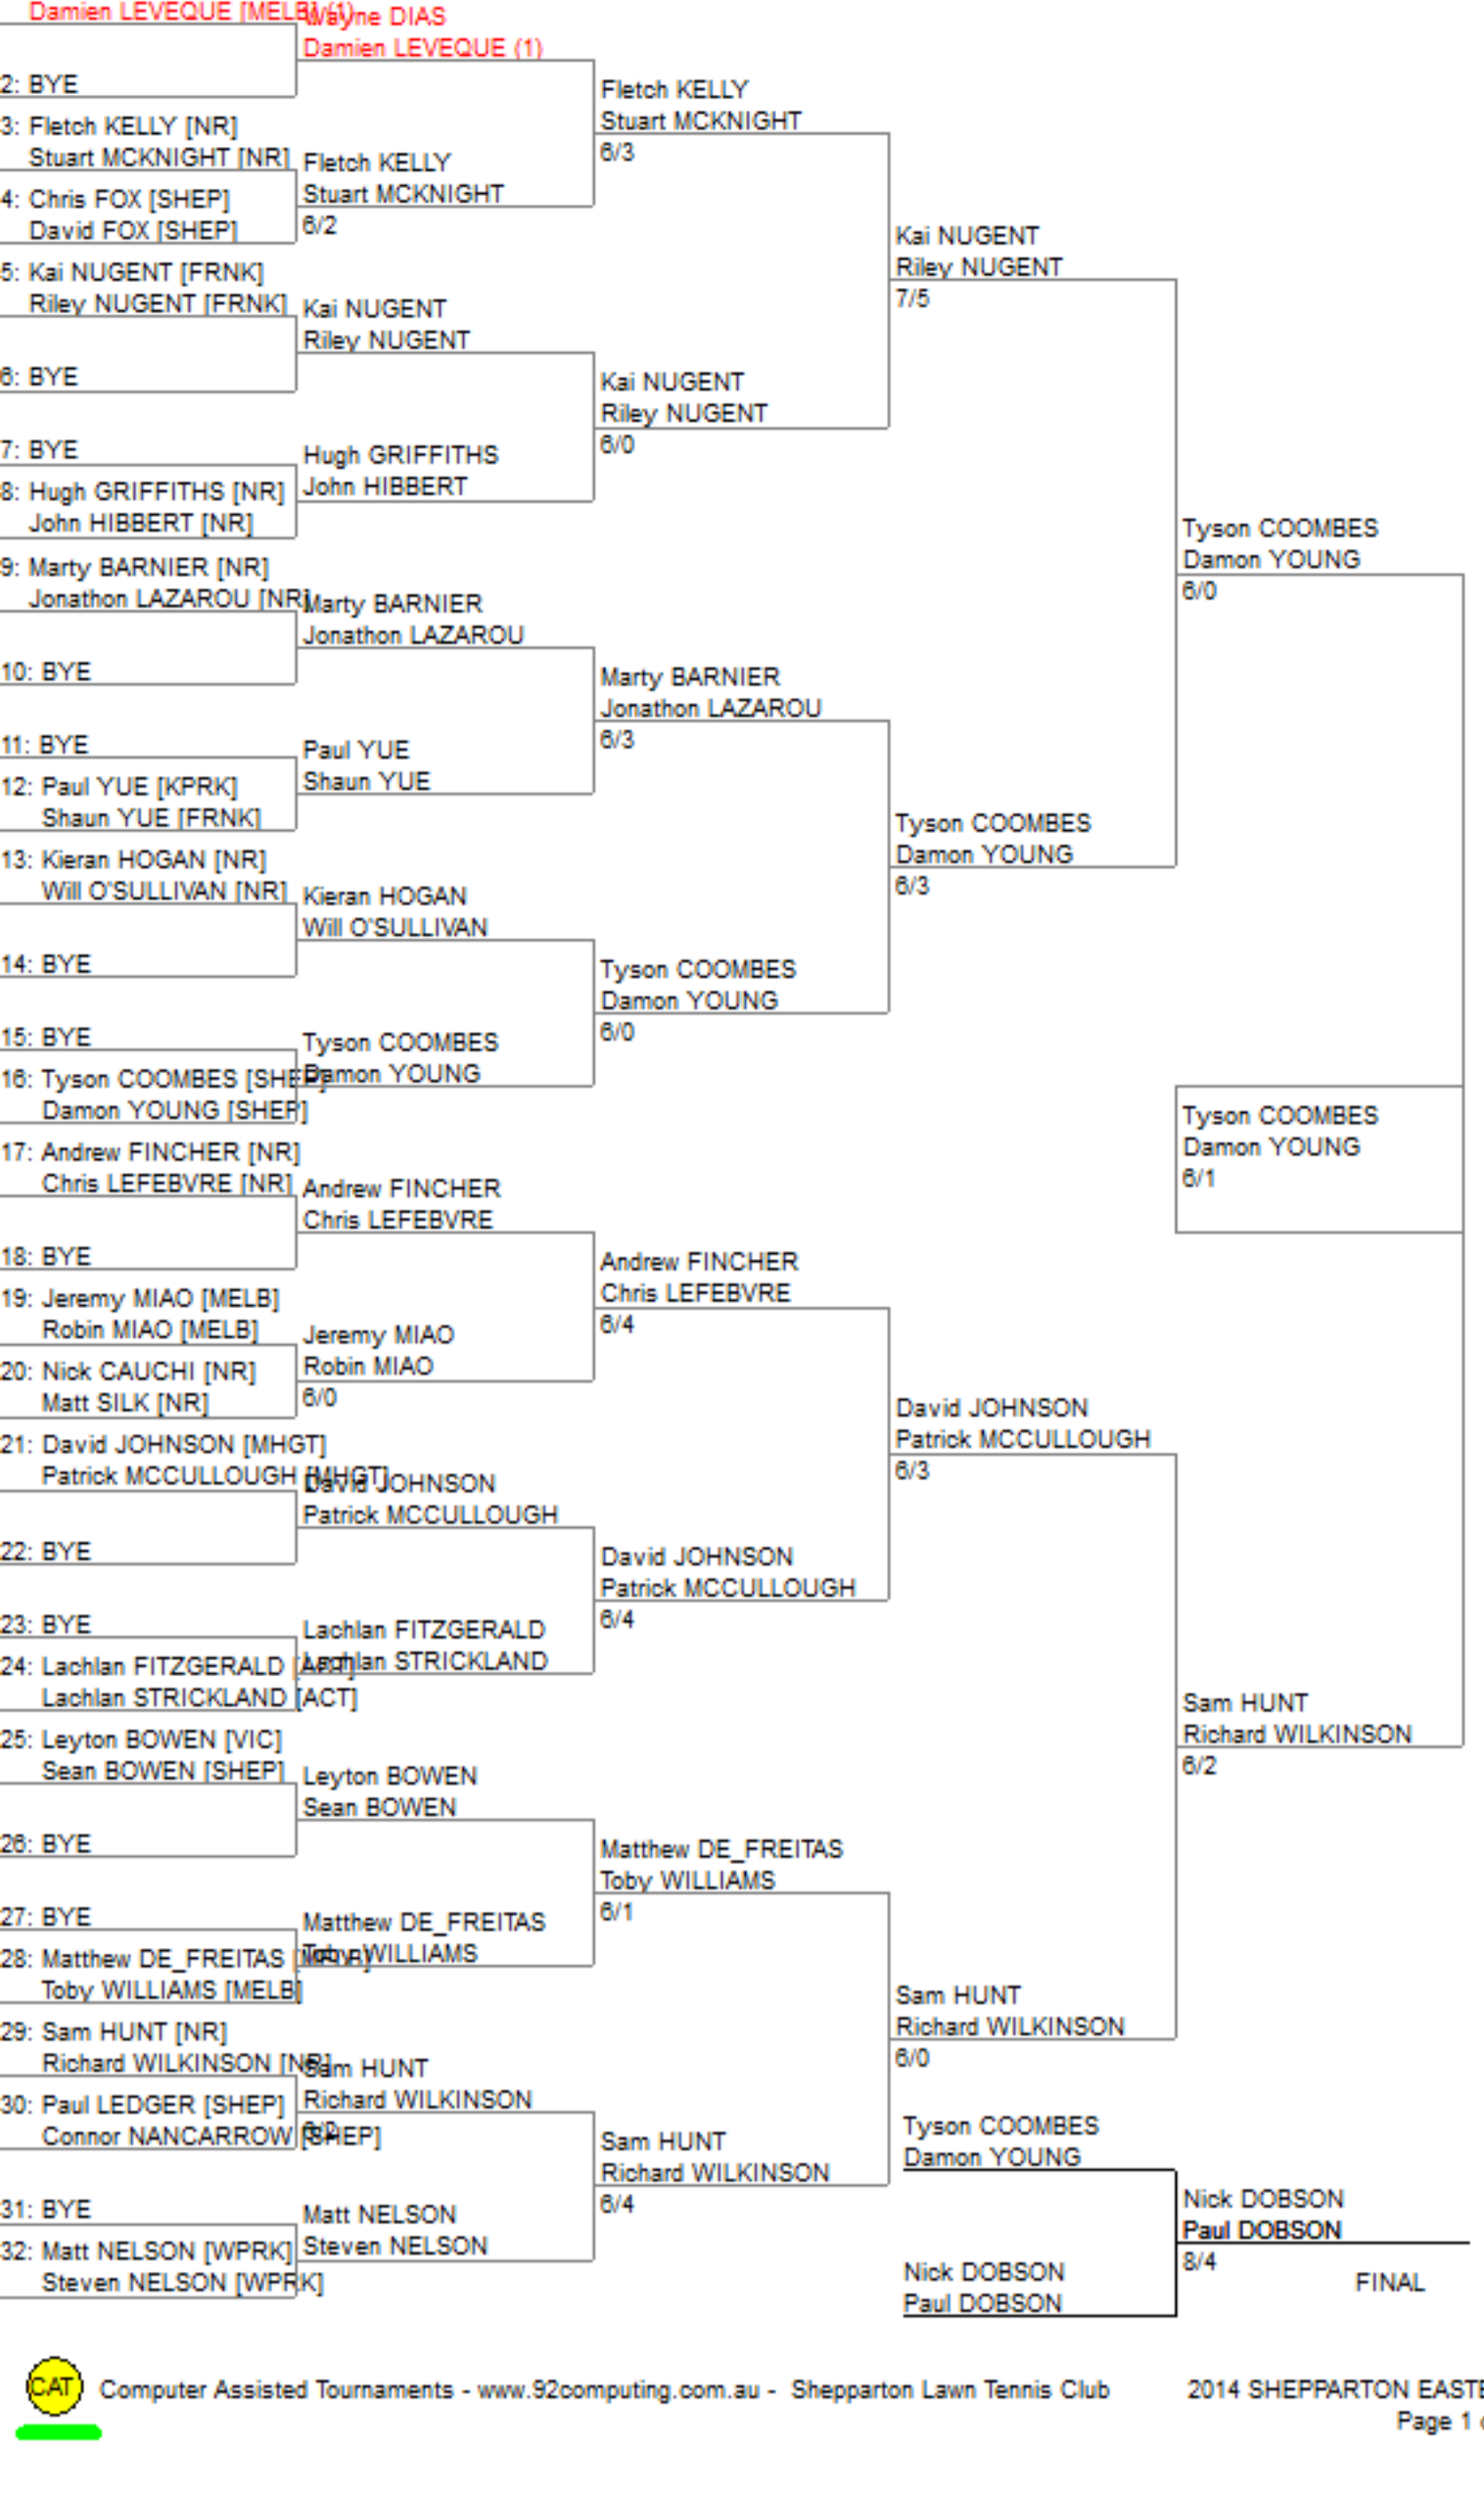 Damien LEVEQUE [MELB] (1)
2: BYE
3: Fletch KELLY [NR]
Stuart MCKNIGHT [NR]
4: Chris FOX [SHEP]
David FOX [SHEP]
5: Kai NUGENT [FRNK]
Riley NUGENT [FRNK]
6: BYE
7: BYE
8: Hugh GRIFFITHS [NR]
John HIBBERT [NR]
9: Marty BARNIER [NR]
Jonathon LAZAROU [NR]
10: BYE
11: BYE
12: Paul YUE [KPRK]
Shaun YUE [FRNK]
13: Kieran HOGAN [NR]
Will O'SULLIVAN [NR]
14: BYE
15: BYE
16: Tyson COOMBES [SHEP]
Damon YOUNG [SHEP]
17: Andrew FINCHER [NR]
Chris LEFEBVRE [NR]
18: BYE
19: Jeremy MIAO [MELB]
Robin MIAO [MELB]
20: Nick CAUCHI [NR]
Matt SILK [NR]
21: David JOHNSON [MHGT]
Patrick MCCULLOUGH [MHGT]
22: BYE
23: BYE
24: Lachlan FITZGERALD [ACT]
Lachlan STRICKLAND [ACT]
25: Leyton BOWEN [VIC]
Sean BOWEN [SHEP]
26: BYE
27: BYE
28: Matthew DE_FREITAS
Toby WILLIAMS [MELB]
29: Sam HUNT [NR]
Richard WILKINSON [NR]
30: Paul LEDGER [SHEP]
Connor NANCARROW [SHEP]
31: BYE
32: Matt NELSON [WPRK]
Steven NELSON [WPRK]
Wayne DIAS
Damien LEVEQUE (1)
Fletch KELLY
Stuart MCKNIGHT
6/2
Kai NUGENT
Riley NUGENT
Hugh GRIFFITHS
John HIBBERT
Marty BARNIER
Jonathon LAZAROU
Paul YUE
Shaun YUE
Kieran HOGAN
Will O'SULLIVAN
Tyson COOMBES
Damon YOUNG
Andrew FINCHER
Chris LEFEBVRE
Jeremy MIAO
Robin MIAO
6/0
David JOHNSON
Patrick MCCULLOUGH
Lachlan FITZGERALD
Lachlan STRICKLAND
Leyton BOWEN
Sean BOWEN
Matthew DE_FREITAS
Toby WILLIAMS
Sam HUNT
Richard WILKINSON
Matt NELSON
Steven NELSON
Fletch KELLY
Stuart MCKNIGHT
6/3
Kai NUGENT
Riley NUGENT
6/0
Marty BARNIER
Jonathon LAZAROU
6/3
Tyson COOMBES
Damon YOUNG
6/0
Andrew FINCHER
Chris LEFEBVRE
6/4
David JOHNSON
Patrick MCCULLOUGH
6/4
Matthew DE_FREITAS
Toby WILLIAMS
6/1
Sam HUNT
Richard WILKINSON
6/4
Kai NUGENT
Riley NUGENT
7/5
Tyson COOMBES
Damon YOUNG
6/3
David JOHNSON
Patrick MCCULLOUGH
6/3
Sam HUNT
Richard WILKINSON
6/0
Tyson COOMBES
Damon YOUNG
6/0
Tyson COOMBES
Damon YOUNG
6/1
Sam HUNT
Richard WILKINSON
6/2
Tyson COOMBES
Damon YOUNG
Nick DOBSON
Paul DOBSON
Nick DOBSON
Paul DOBSON
8/4
FINAL
CAT
Computer Assisted Tournaments - www.92computing.com.au - Shepparton Lawn Tennis Club
2014 SHEPPARTON EASTE
Page 1